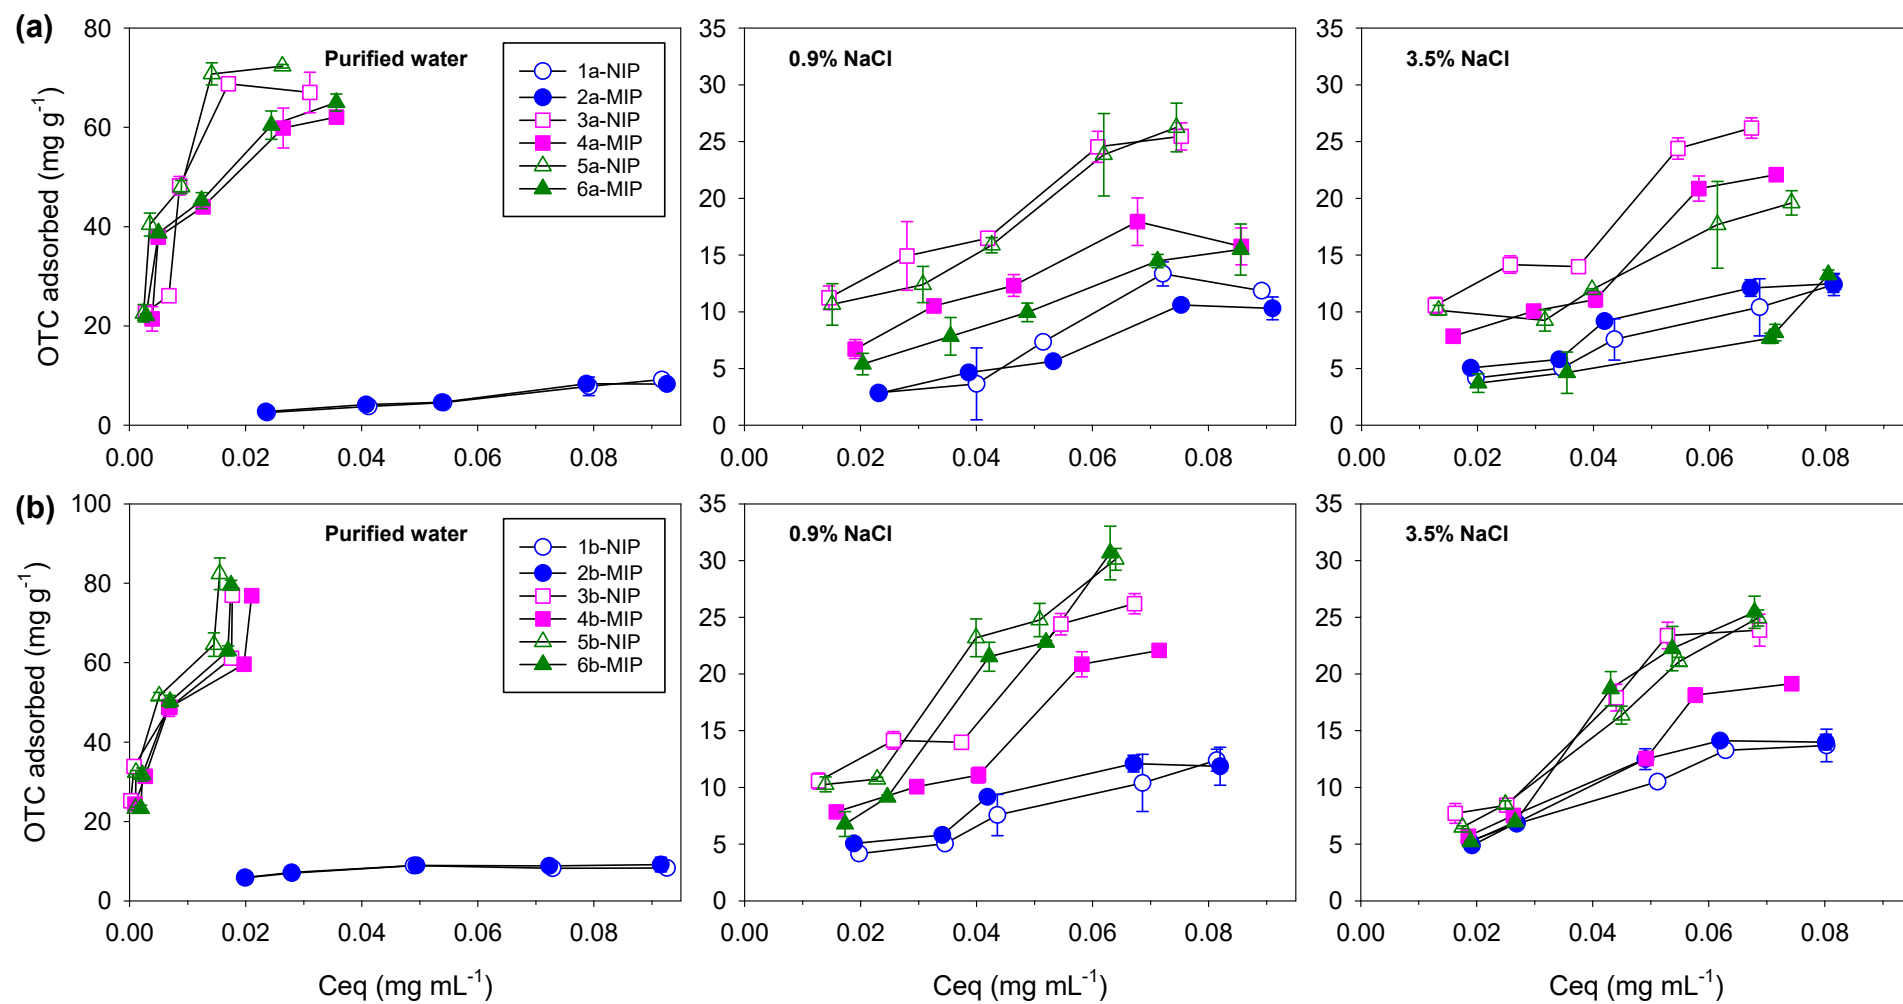 (a)
80
60
40
20
0
OTC adsorbed (mg g⁻¹)
Purified water
1a-NIP
2a-MIP
3a-NIP
4a-MIP
5a-NIP
6a-MIP
0.00 0.02 0.04 0.06 0.08
35
30
25
20
15
10
5
0
0.9% NaCl
0.00 0.02 0.04 0.06 0.08
35
30
25
20
15
10
5
0
3.5% NaCl
0.00 0.02 0.04 0.06 0.08
(b)
100
80
60
40
20
0
OTC adsorbed (mg g⁻¹)
Purified water
1b-NIP
2b-MIP
3b-NIP
4b-MIP
5b-NIP
6b-MIP
0.00 0.02 0.04 0.06 0.08
Ceq (mg mL⁻¹)
35
30
25
20
15
10
5
0
0.9% NaCl
0.00 0.02 0.04 0.06 0.08
Ceq (mg mL⁻¹)
35
30
25
20
15
10
5
0
3.5% NaCl
0.00 0.02 0.04 0.06 0.08
Ceq (mg mL⁻¹)